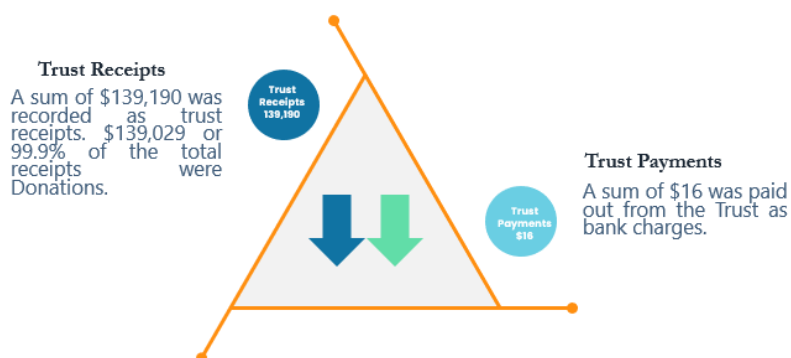 Trust Receipts
A sum of $139,190 was
recorded as trust
receipts. $139,029 or
99.9% of the total
receipts were
Donations.
Trust
Receipts
139,190
Trust Payments
A sum of $16 was paid
out from the Trust as
bank charges.
Trust
Payments
$16